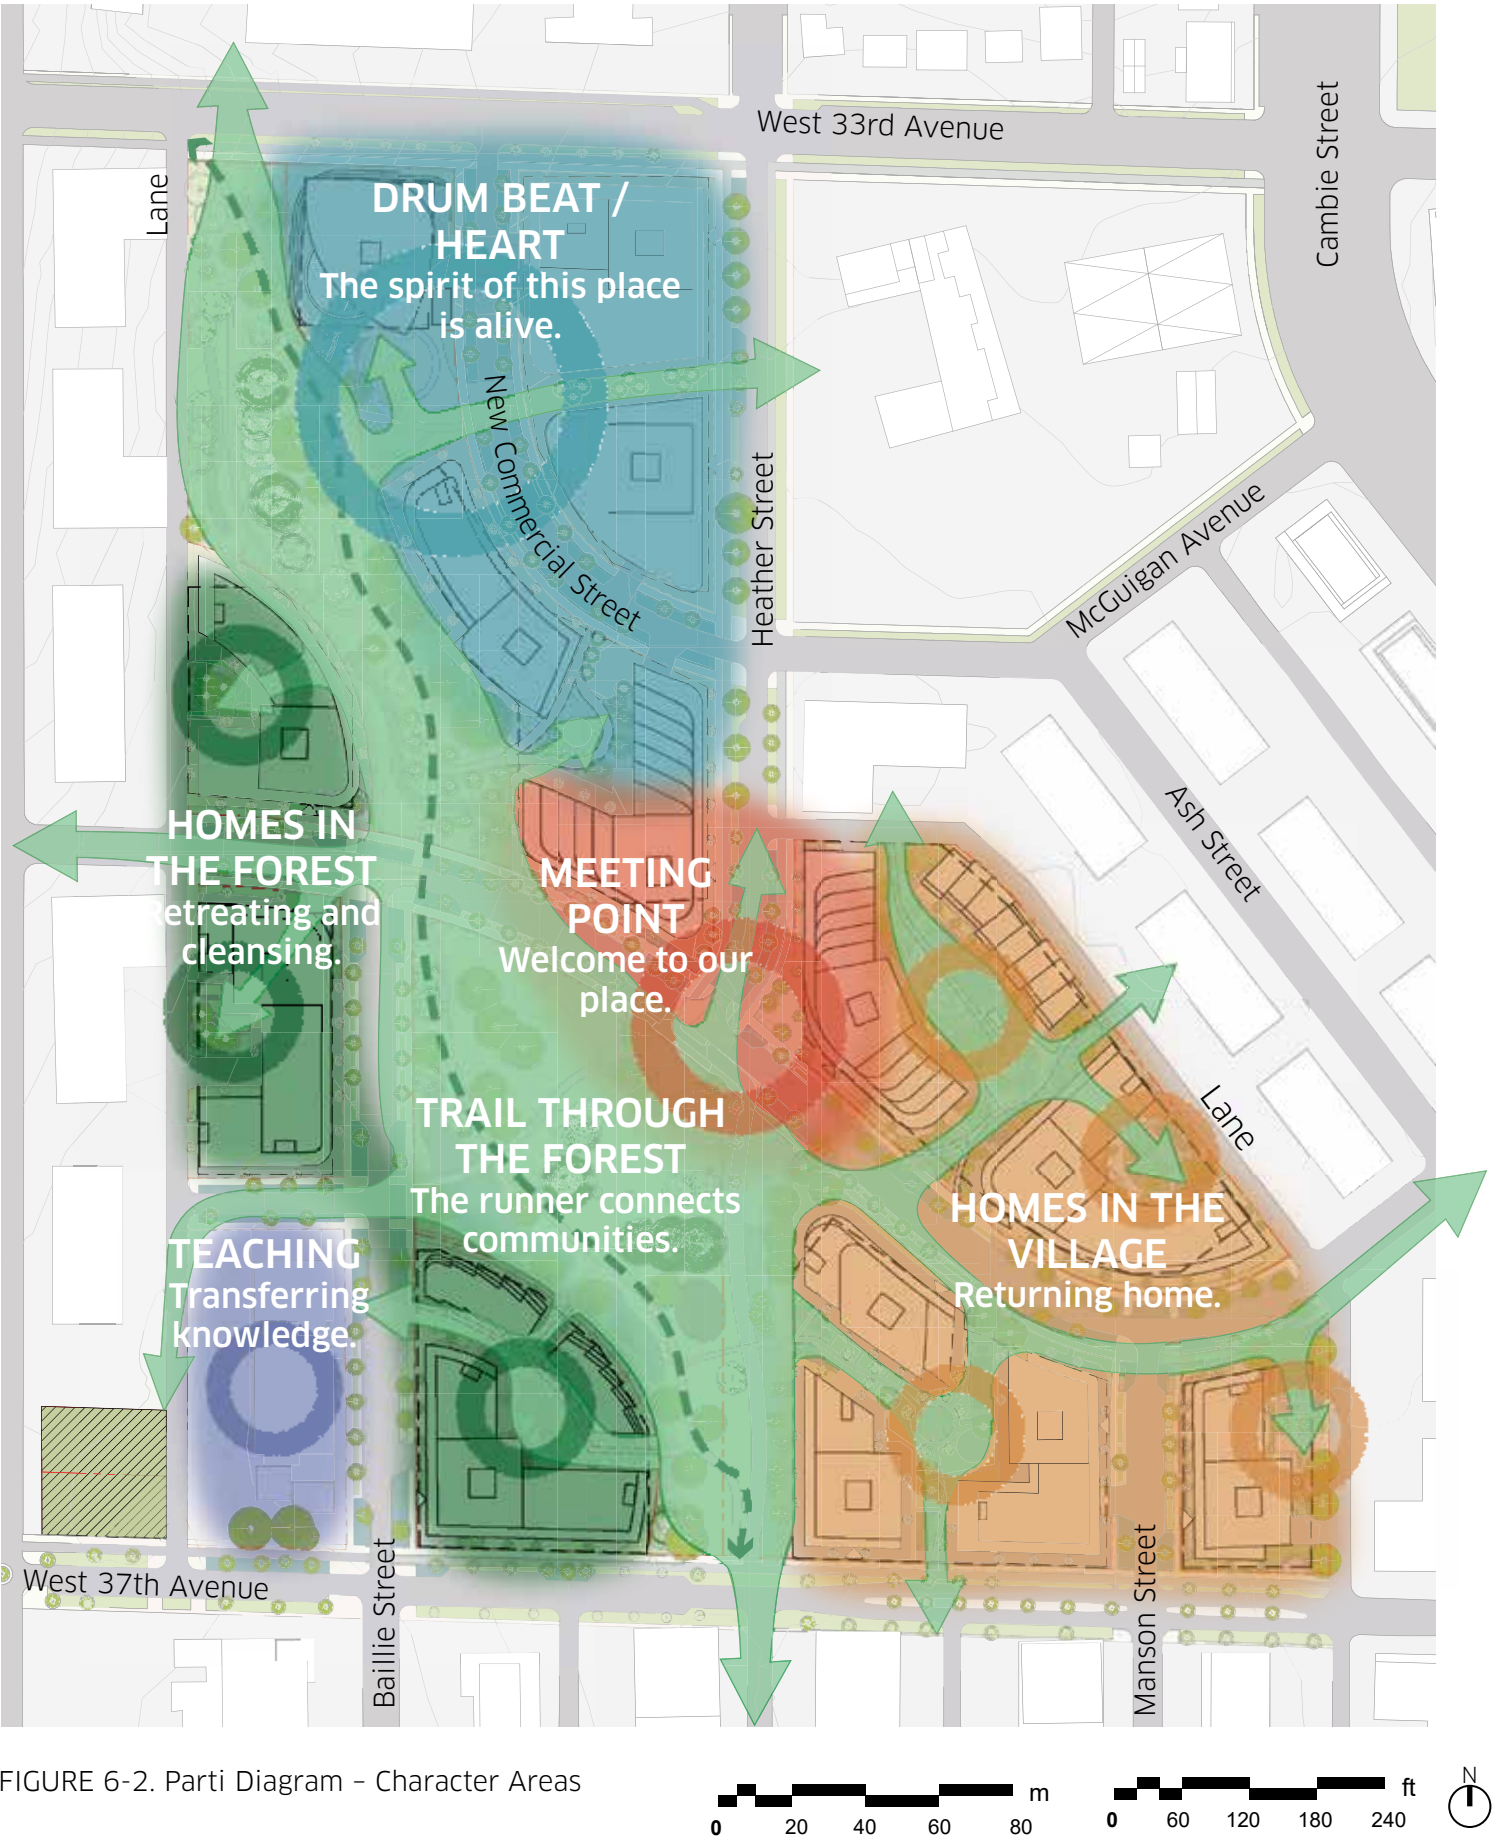 West 33rd Avenue
Cambie Street
Lane
DRUM BEAT /
HEART
The spirit of this place
is alive.
New Commercial Street
Heather Street
McGuigan Avenue
Ash Street
HOMES IN
THE FOREST
Retreating and
cleansing.
MEETING
POINT
Welcome to our
place.
Lane
TRAIL THROUGH
THE FOREST
The runner connects
communities.
HOMES IN THE
VILLAGE
Returning home.
TEACHING
Transferring
knowledge.
West 37th Avenue
Baillie Street
Manson Street
FIGURE 6-2. Parti Diagram – Character Areas
m
0 20 40 60 80
ft
0 60 120 180 240
N